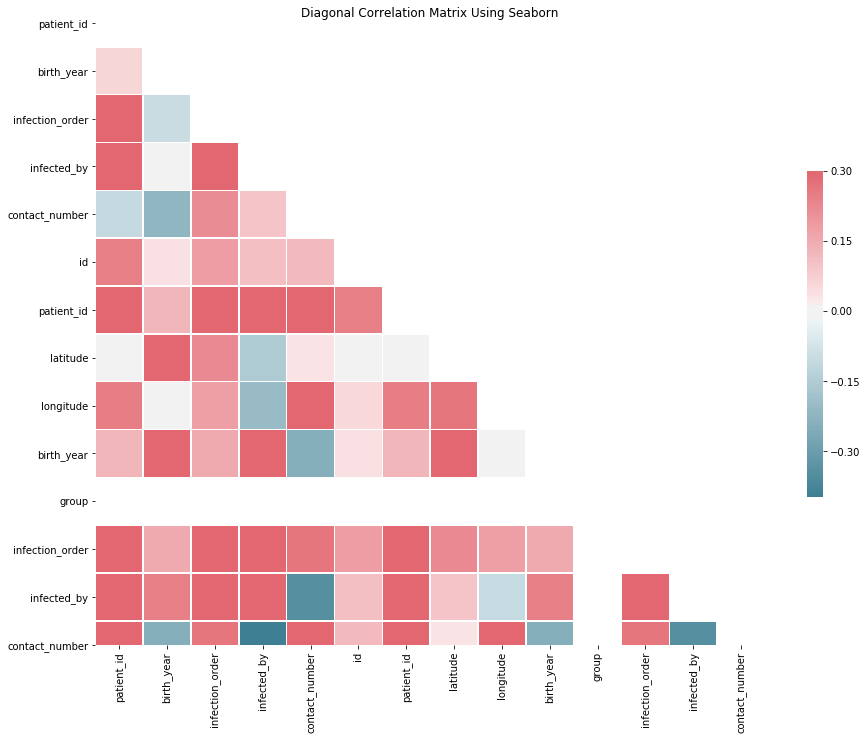 Diagonal Correlation Matrix Using Seaborn
patient_id
birth_year
infection_order
infected_by
contact_number
id
patient_id
latitude
longitude
birth_year
group
infection_order
infected_by
contact_number
patient_id
birth_year
infection_order
infected_by
contact_number
id
patient_id
latitude
longitude
birth_year
group
infection_order
infected_by
contact_number
0.30
0.15
0.00
−0.15
−0.30